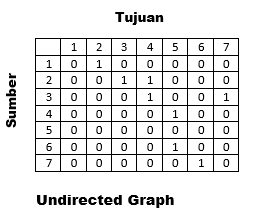 Tujuan
Sumber
1 2 3 4 5 6 7
1 0 1 0 0 0 0 0
2 0 0 1 1 0 0 0
3 0 0 0 1 0 0 1
4 0 0 0 0 1 0 0
5 0 0 0 0 0 0 0
6 0 0 0 0 1 0 0
7 0 0 0 0 0 1 0
Undirected Graph